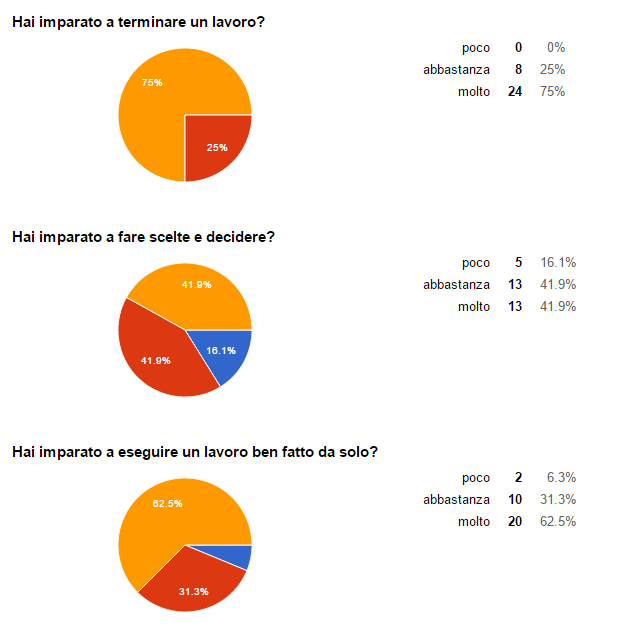 Hai imparato a terminare un lavoro?
poco 0 0%
abbastanza 8 25%
molto 24 75%
75%
25%
Hai imparato a fare scelte e decidere?
poco 5 16.1%
abbastanza 13 41.9%
molto 13 41.9%
41.9%
16.1%
41.9%
Hai imparato a eseguire un lavoro ben fatto da solo?
poco 2 6.3%
abbastanza 10 31.3%
molto 20 62.5%
62.5%
31.3%